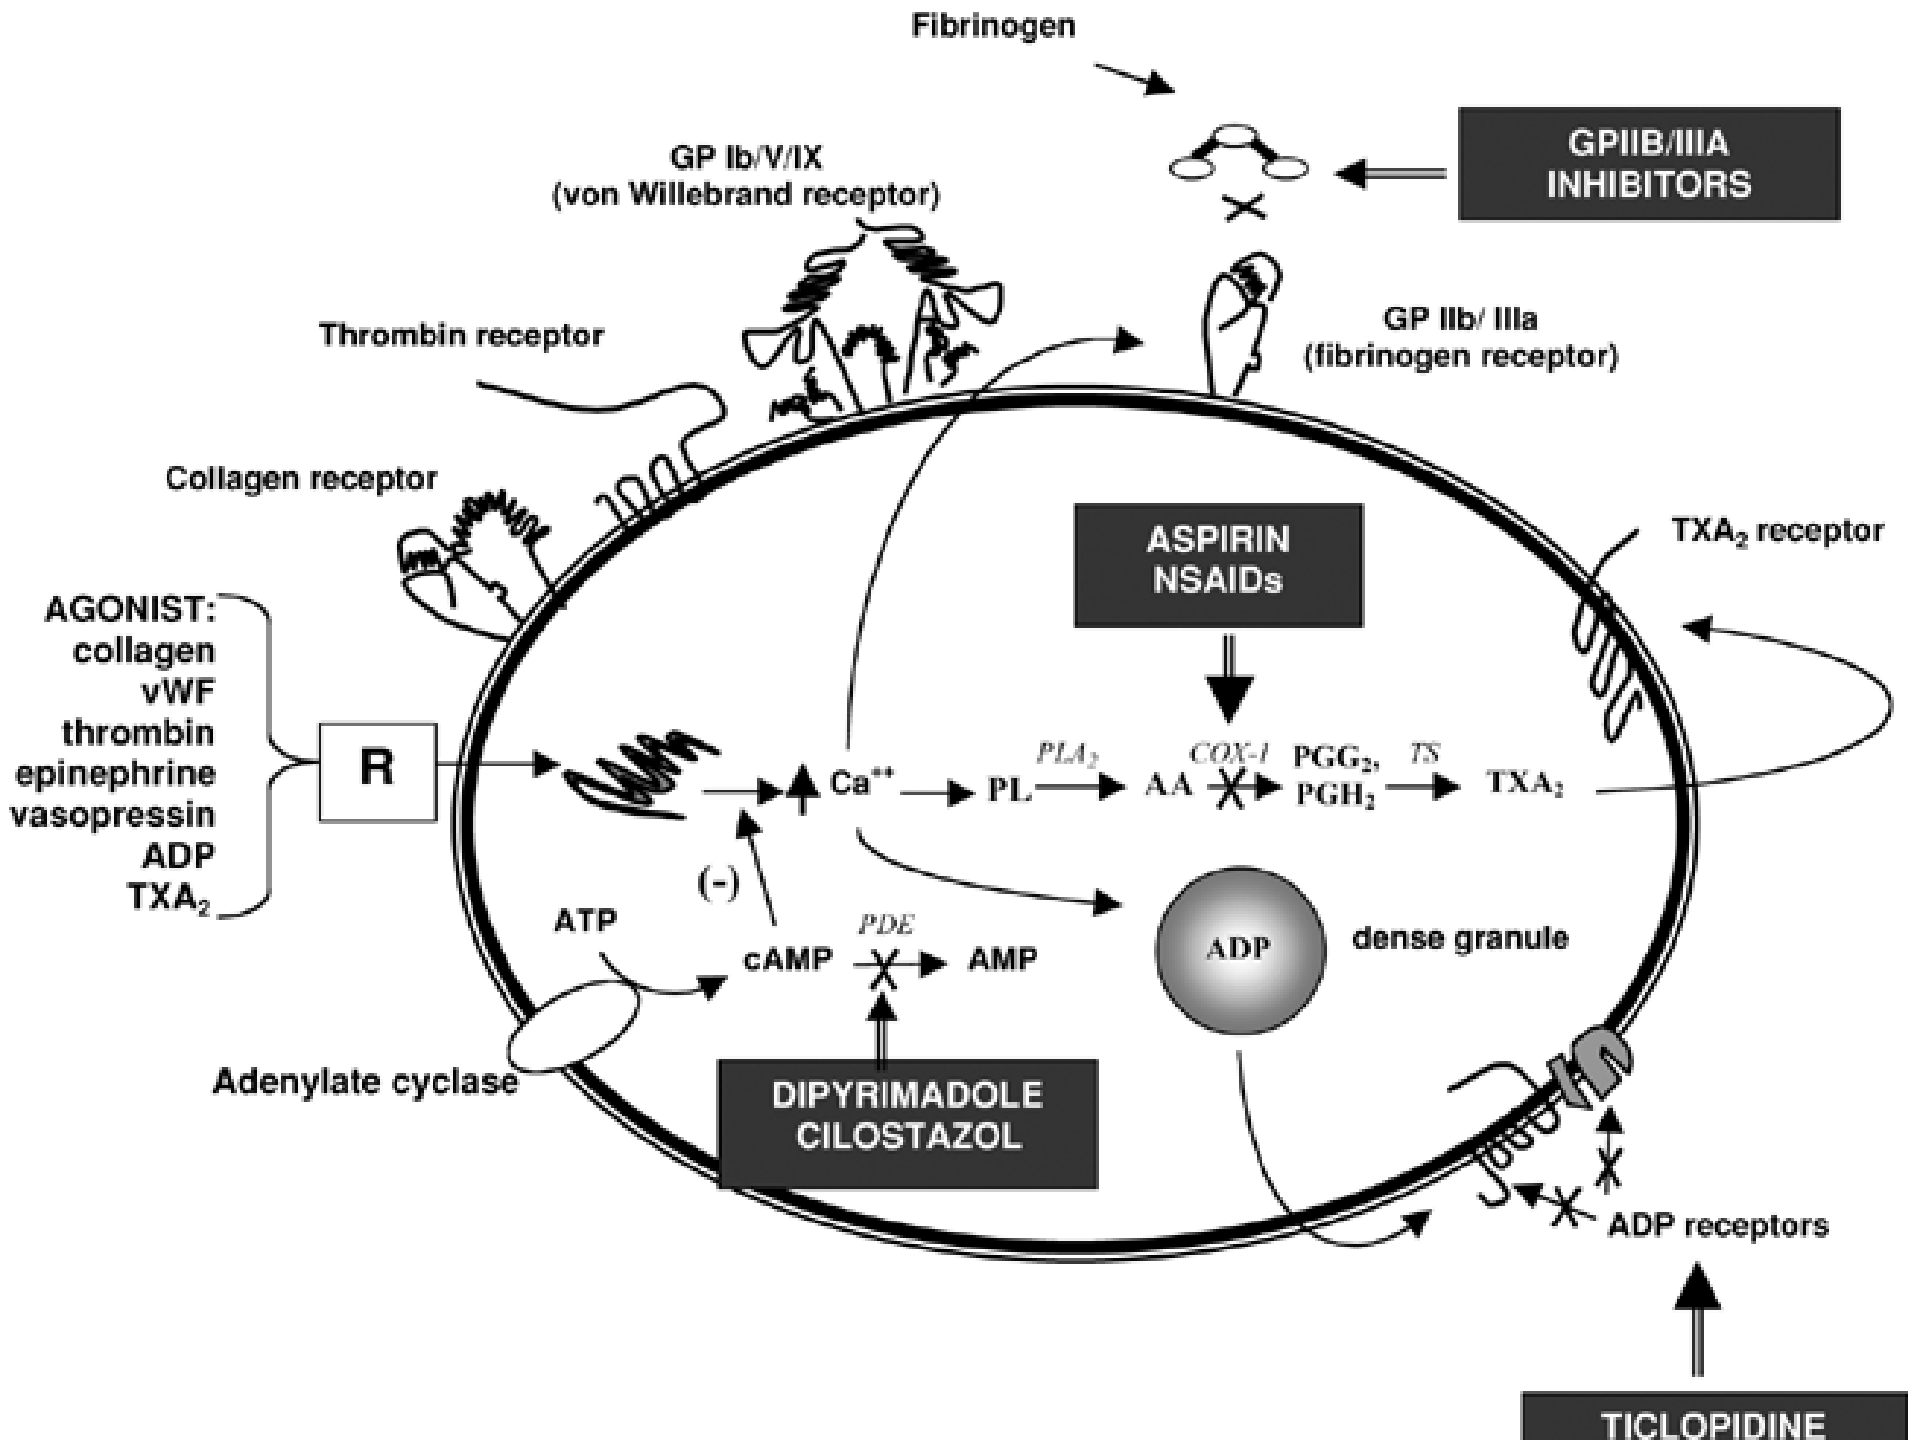 Fibrinogen
GPIIB/IIIA
INHIBITORS
GP Ib/V/IX
(von Willebrand receptor)
Thrombin receptor
GP IIb/ IIIa
(fibrinogen receptor)
Collagen receptor
ASPIRIN
NSAIDs
TXA₂ receptor
AGONIST:
collagen
vWF
thrombin
epinephrine
vasopressin
ADP
TXA₂
R
Ca⁺⁺
PL
PLA₂
AA
COX-1
PGG₂,
PGH₂
TS
TXA₂
(-)
ATP
cAMP
PDE
AMP
ADP
dense granule
Adenylate cyclase
DIPYRIMADOLE
CILOSTAZOL
ADP receptors
TICLOPIDINE